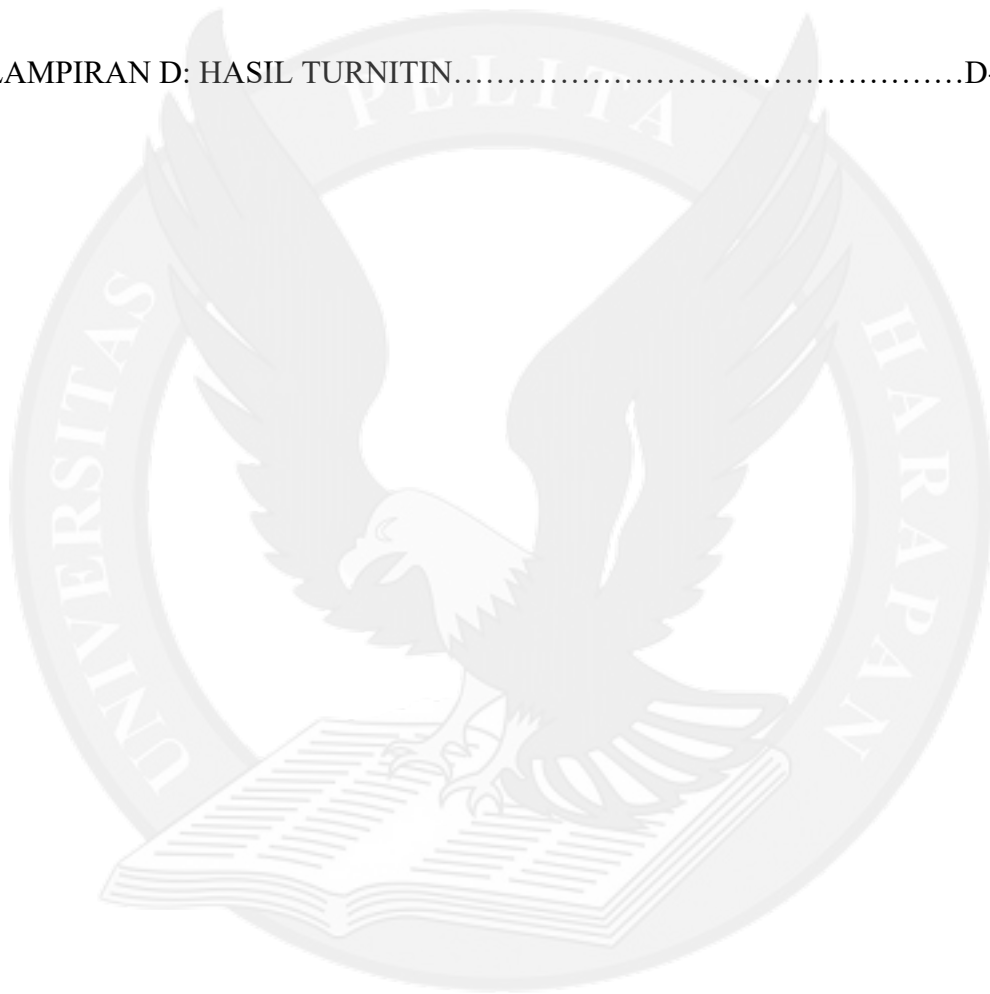 LAMPIRAN D: HASIL TURNITIN……………………………………………D-
UNIVERSITAS PELITA HARAPAN